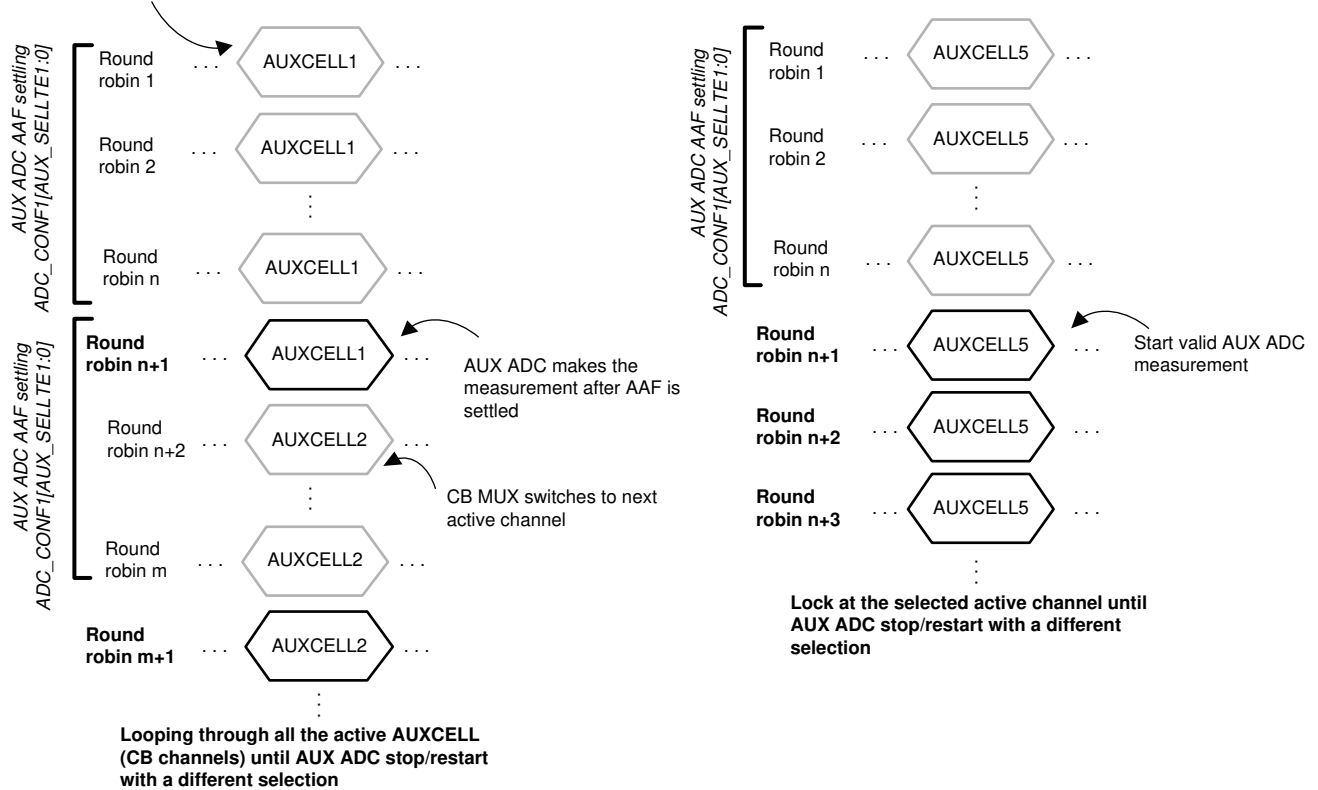 AUX ADC AAF settling
ADC_CONF1[AUX_SELLTE1:0]
Round
robin 1
. . .
AUXCELL1
. . .
Round
robin 2
. . .
AUXCELL1
. . .
Round
robin n
. . .
AUXCELL1
. . .
AUX ADC AAF settling
ADC_CONF1[AUX_SELLTE1:0]
Round
robin n+1
. . .
AUXCELL1
. . .
AUX ADC makes the
measurement after AAF is
settled
Round
robin n+2
. . .
AUXCELL2
. . .
CB MUX switches to next
active channel
Round
robin m
. . .
AUXCELL2
. . .
Round
robin m+1
. . .
AUXCELL2
. . .
Looping through all the active AUXCELL
(CB channels) until AUX ADC stop/restart
with a different selection
AUX ADC AAF settling
ADC_CONF1[AUX_SELLTE1:0]
Round
robin 1
. . .
AUXCELL5
. . .
Round
robin 2
. . .
AUXCELL5
. . .
Round
robin n
. . .
AUXCELL5
. . .
Round
robin n+1
. . .
AUXCELL5
. . .
Start valid AUX ADC
measurement
Round
robin n+2
. . .
AUXCELL5
. . .
Round
robin n+3
. . .
AUXCELL5
. . .
Lock at the selected active channel until
AUX ADC stop/restart with a different
selection